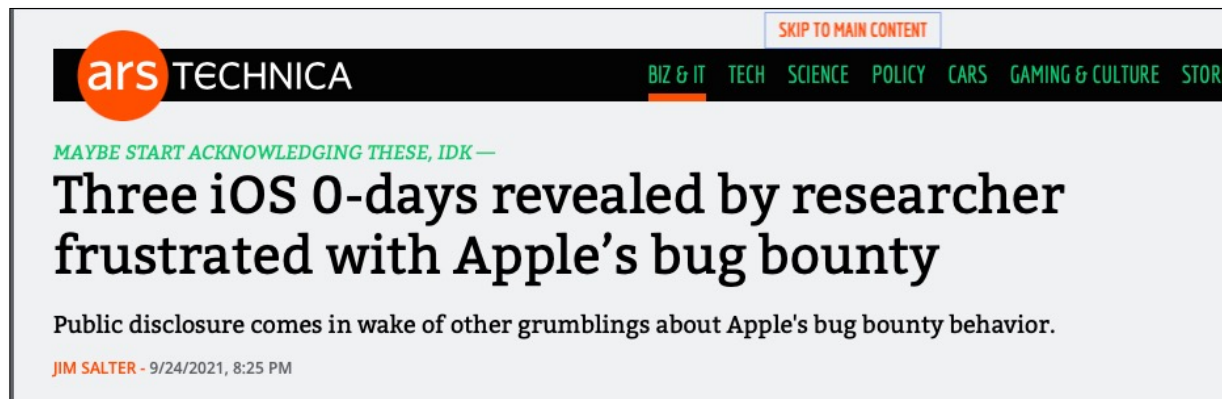 SKIP TO MAIN CONTENT
ars TECHNICA
BIZ & IT TECH SCIENCE POLICY CARS GAMING & CULTURE STOR
MAYBE START ACKNOWLEDGING THESE, IDK —
Three iOS 0-days revealed by researcher
frustrated with Apple’s bug bounty
Public disclosure comes in wake of other grumblings about Apple's bug bounty behavior.
JIM SALTER - 9/24/2021, 8:25 PM